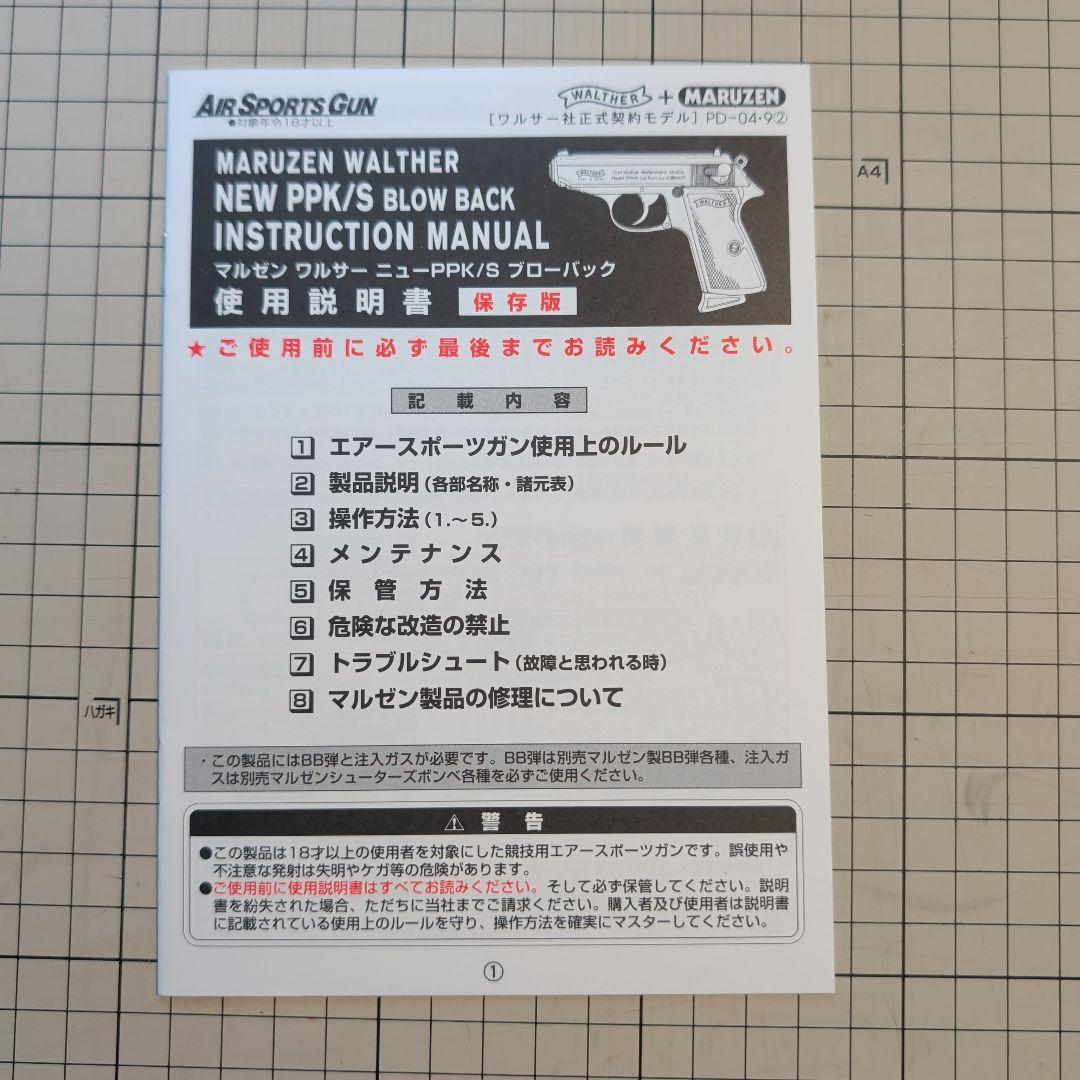 AIR SPORTS GUN
●対象年令18才以上
WALTHER + MARUZEN
[ワルサー社正式契約モデル] PD-04・9②
MARUZEN WALTHER
NEW PPK/S BLOW BACK
INSTRUCTION MANUAL
マルゼン ワルサー ニューPPK/S ブローバック
使用説明書 保存版
WALTHER
★ご使用前に必ず最後までお読みください。
A4
記載内容
1 エアースポーツガン使用上のルール
2 製品説明(各部名称・諸元表)
3 操作方法(1.~5.)
4 メンテナンス
5 保管方法
6 危険な改造の禁止
7 トラブルシュート(故障と思われる時)
8 マルゼン製品の修理について
ハガキ
・この製品にはBB弾と注入ガスが必要です。BB弾は別売マルゼン製BB弾各種、注入ガ
スは別売マルゼンシューターズボンベ各種を必ずご使用ください。
⚠ 警告
●この製品は18才以上の使用者を対象にした競技用エアースポーツガンです。誤使用や
不注意な発射は失明やケガ等の危険があります。
●ご使用前に使用説明書はすべてお読みください。そして必ず保管してください。説明
書を紛失された場合、ただちに当社までご請求ください。購入者及び使用者は説明書
に記載されている使用上のルールを守り、操作方法を確実にマスターしてください。
①